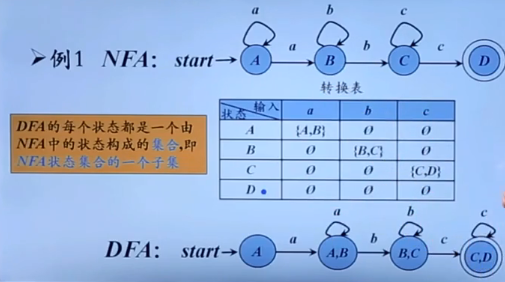 a b c
➢例1 NFA: start→ A a B b C c D
转换表
输入 状态 a b c
A {A,B} Ø Ø
B Ø {B,C} Ø
C Ø Ø {C,D}
D Ø Ø Ø
DFA的每个状态都是一个由
NFA中的状态构成的集合,即
NFA状态集合的一个子集
a b c
DFA: start→ A a A,B b B,C c C,D